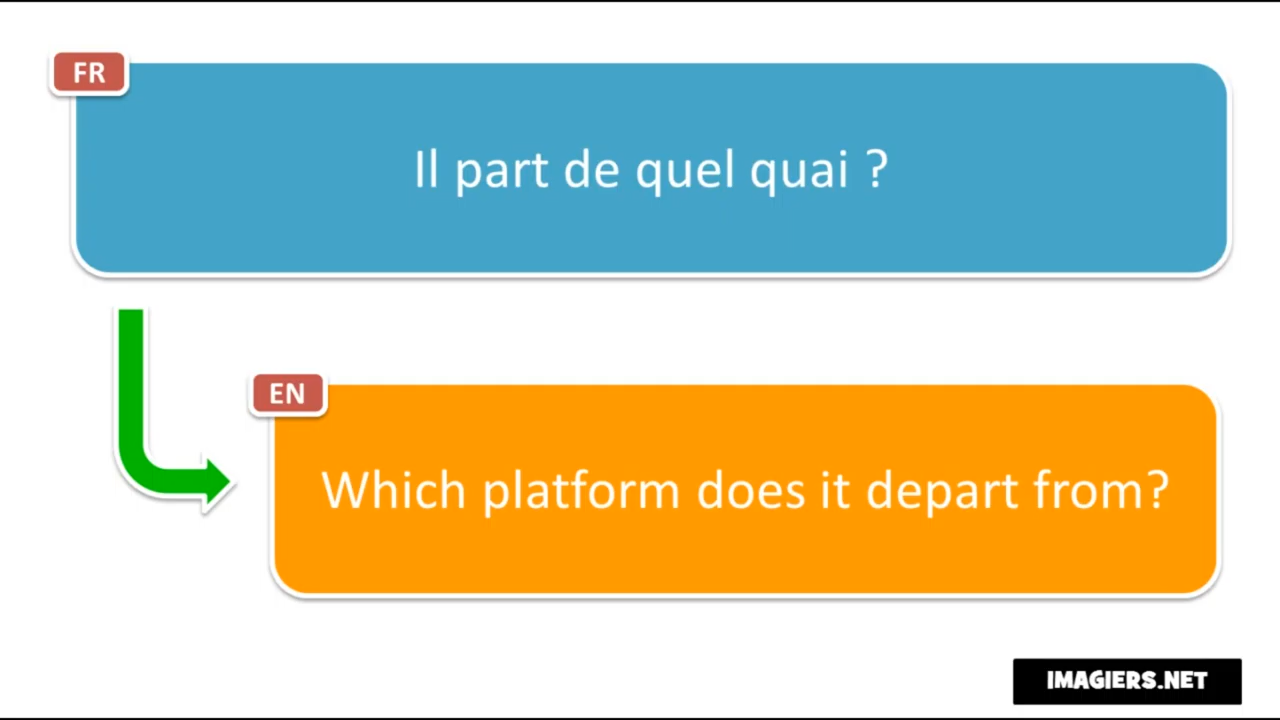 FR
Il part de quel quai ?
EN
Which platform does it depart from?
IMAGIERS.NET